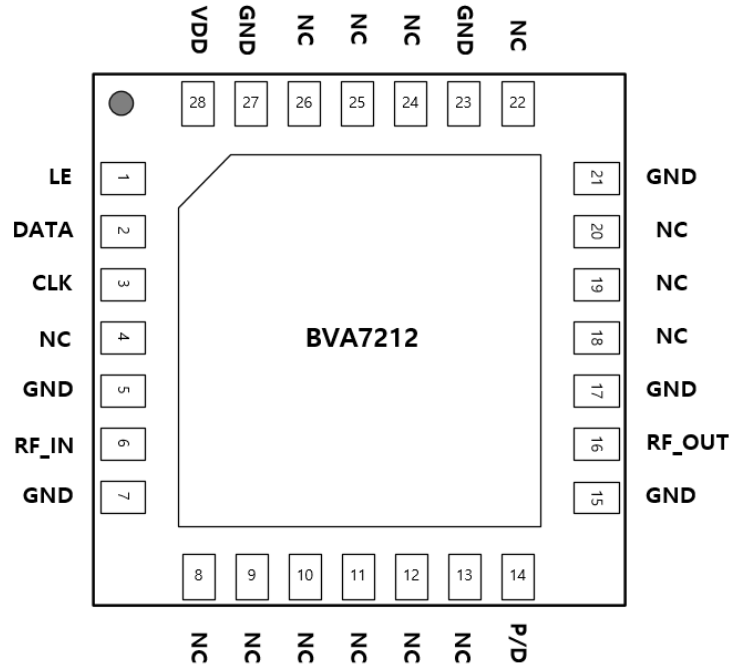 VDD GND NC NC NC GND NC
28 27 26 25 24 23 22
LE 1 21 GND
DATA 2 20 NC
CLK 3 19 NC
NC 4 BVA7212 18 NC
GND 5 17 GND
RF_IN 6 16 RF_OUT
GND 7 15 GND
8 9 10 11 12 13 14
NC NC NC NC NC NC P/D